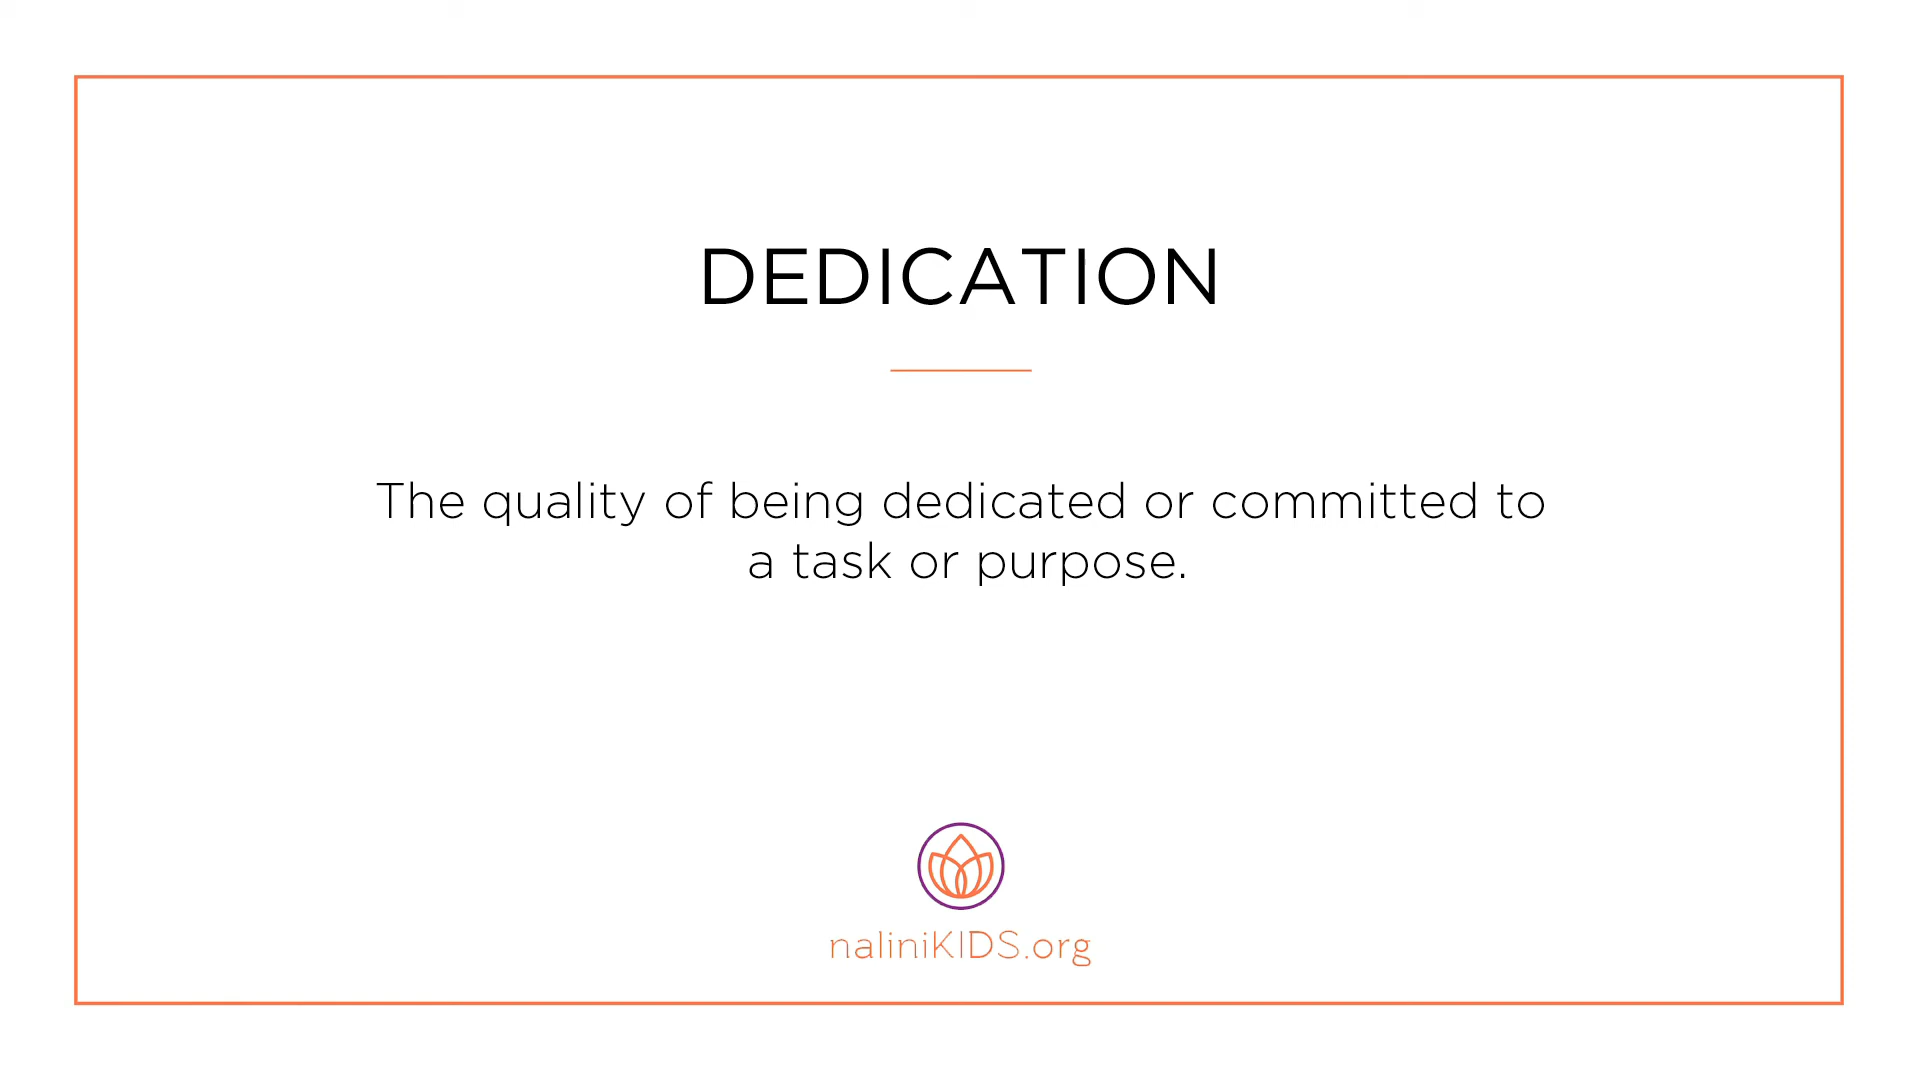 DEDICATION
The quality of being dedicated or committed to
a task or purpose.
naliniKIDS.org